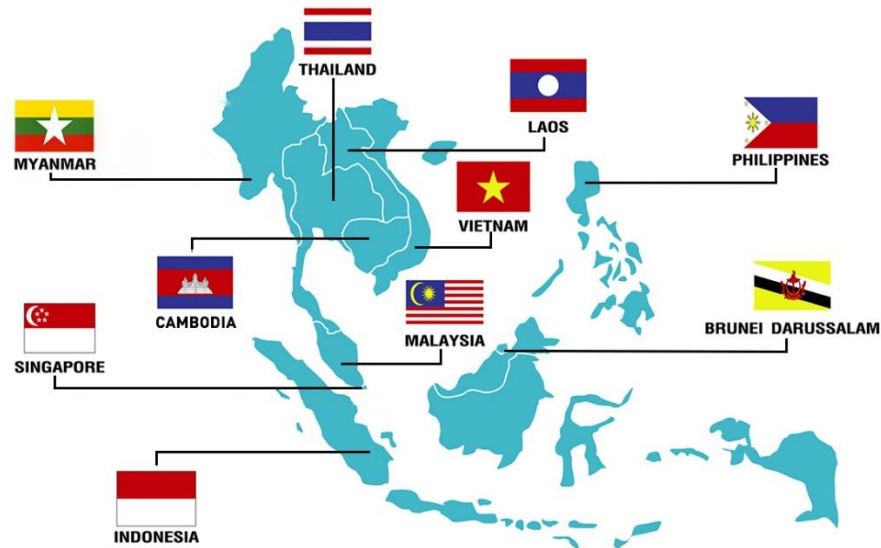 THAILAND
LAOS
MYANMAR
PHILIPPINES
VIETNAM
CAMBODIA
MALAYSIA
BRUNEI DARUSSALAM
SINGAPORE
INDONESIA